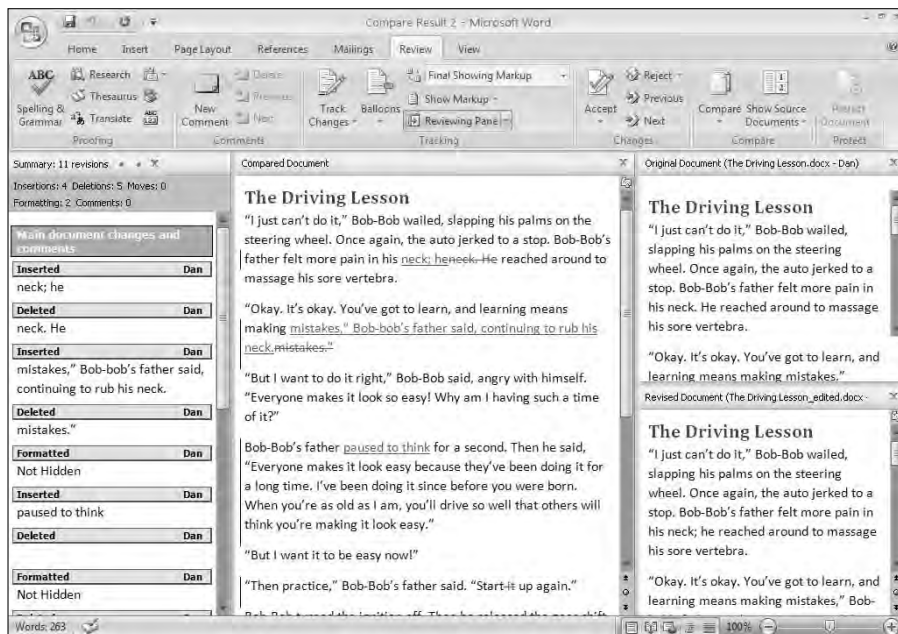 Compare Result 2 - Microsoft Word
Home Insert Page Layout References Mailings Review View
ABC Research Delete Final Showing Markup Reject
Thesaurus Previous Show Markup Previous
Spelling & Grammar Translate New Comment Next Track Changes Balloons Reviewing Pane Accept Next Compare Show Source Documents Protect Document
Proofing Comments Tracking Changes Compare Protect
Summary: 11 revisions
Insertions: 4 Deletions: 5 Moves: 0
Formatting: 2 Comments: 0
Main document changes and
comments
Inserted Dan
neck; he
Deleted Dan
neck. He
Inserted Dan
mistakes,” Bob-bob’s father said,
continuing to rub his neck.
Deleted Dan
mistakes.“
Formatted Dan
Not Hidden
Inserted Dan
paused to think
Deleted Dan
Formatted Dan
Not Hidden
Compared Document
The Driving Lesson
“I just can’t do it,” Bob-Bob wailed, slapping his palms on the
steering wheel. Once again, the auto jerked to a stop. Bob-Bob’s
father felt more pain in his neck; heneck. He reached around to
massage his sore vertebra.
“Okay. It’s okay. You’ve got to learn, and learning means
making mistakes,” Bob-bob’s father said, continuing to rub his
neck.mistakes.”
“But I want to do it right,” Bob-Bob said, angry with himself.
“Everyone makes it look so easy! Why am I having such a time
of it?”
Bob-Bob’s father paused to think for a second. Then he said,
“Everyone makes it look easy because they’ve been doing it for
a long time. I’ve been doing it since before you were born.
When you’re as old as I am, you’ll drive so well that others will
think you’re making it look easy.”
“But I want it to be easy now!”
“Then practice,” Bob-Bob’s father said. “Start it up again.”
Bob-Bob turned the ignition off. Then he released the gear shift
Original Document (The Driving Lesson.docx - Dan)
The Driving Lesson
“I just can’t do it,” Bob-Bob wailed,
slapping his palms on the steering
wheel. Once again, the auto jerked to a
stop. Bob-Bob’s father felt more pain in
his neck. He reached around to massage
his sore vertebra.
“Okay. It’s okay. You’ve got to learn, and
learning means making mistakes.”
Revised Document (The Driving Lesson_edited.docx -
The Driving Lesson
“I just can’t do it,” Bob-Bob wailed,
slapping his palms on the steering
wheel. Once again, the auto jerked to a
stop. Bob-Bob’s father felt more pain in
his neck; he reached around to massage
his sore vertebra.
“Okay. It’s okay. You’ve got to learn, and
learning means making mistakes,” Bob-
Words: 263
100%